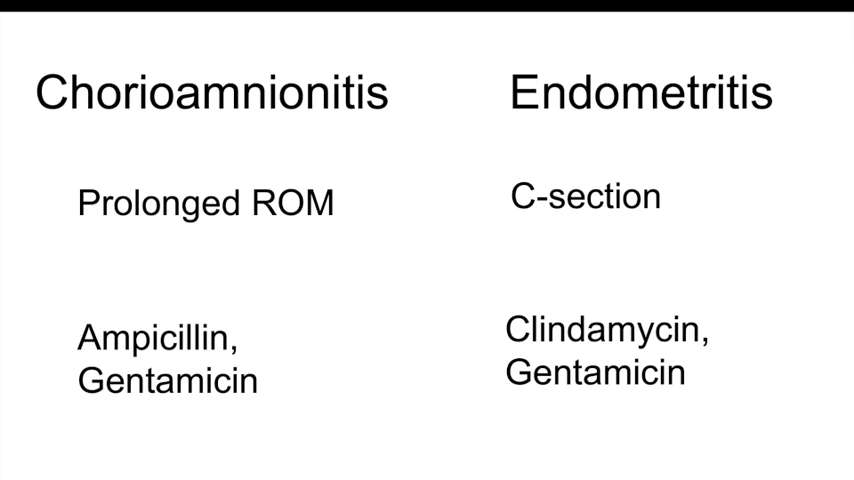 Chorioamnionitis
Endometritis
Prolonged ROM
C-section
Ampicillin,
Gentamicin
Clindamycin,
Gentamicin